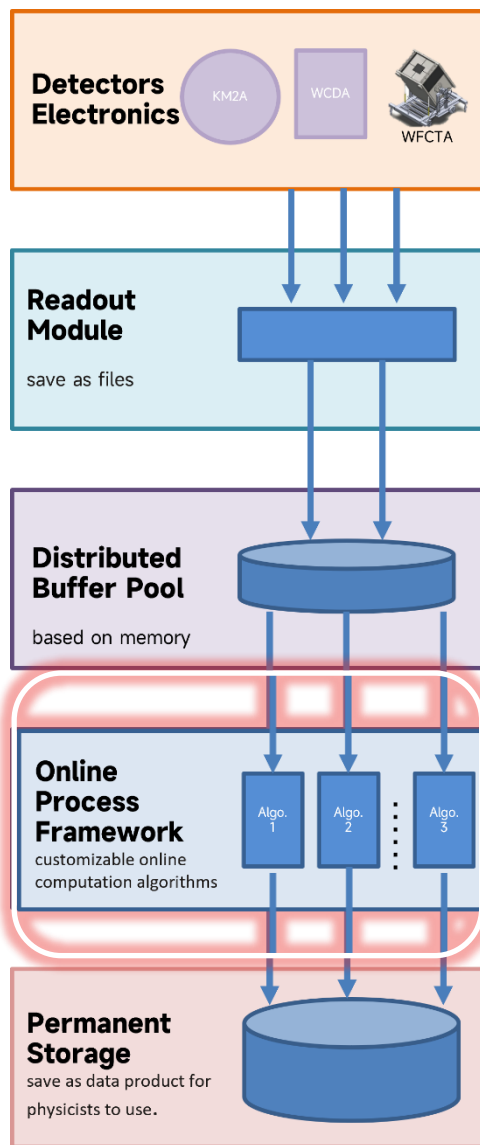 Detectors
Electronics
KM2A
WCDA
WFCTA
Readout
Module
save as files
Distributed
Buffer Pool
based on memory
Online
Process
Framework
customizable online
computation algorithms
Algo.
1
Algo.
2
Algo.
3
Permanent
Storage
save as data product for
physicists to use.